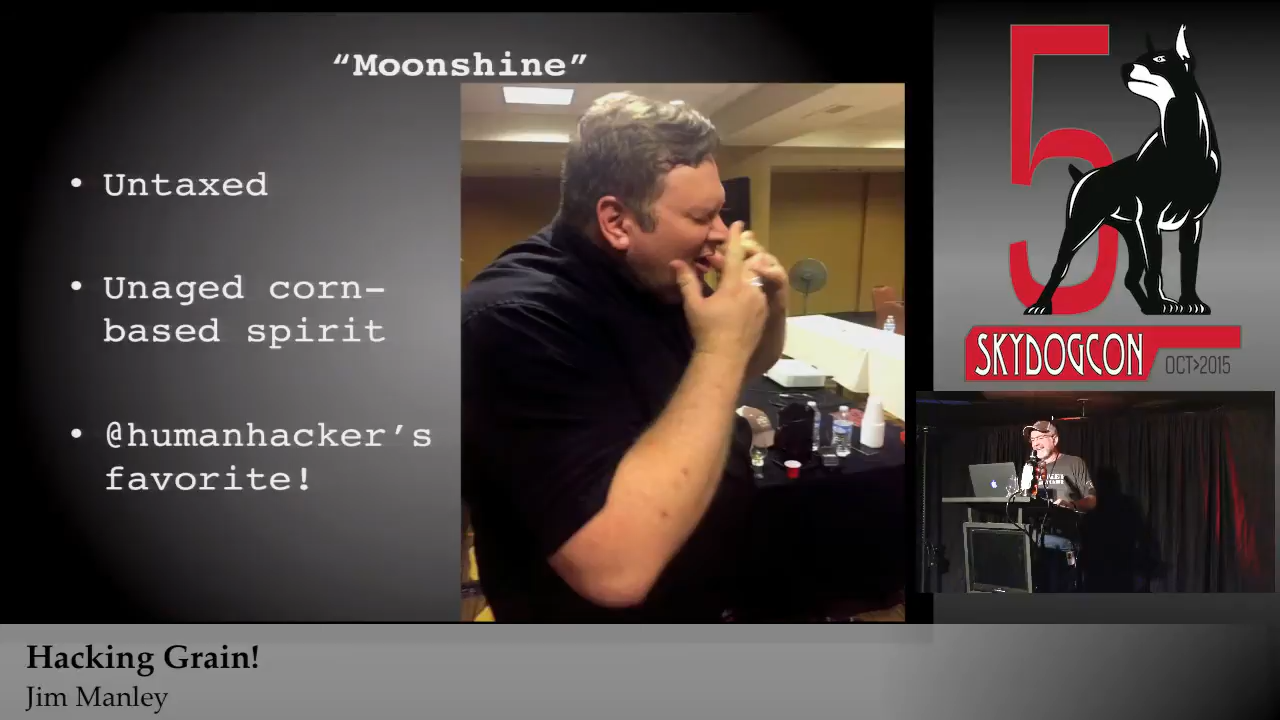 “Moonshine”
• Untaxed
• Unaged corn-
based spirit
• @humanhacker’s
favorite!
5
SKYDOGCON
OCT>2015
Hacking Grain!
Jim Manley